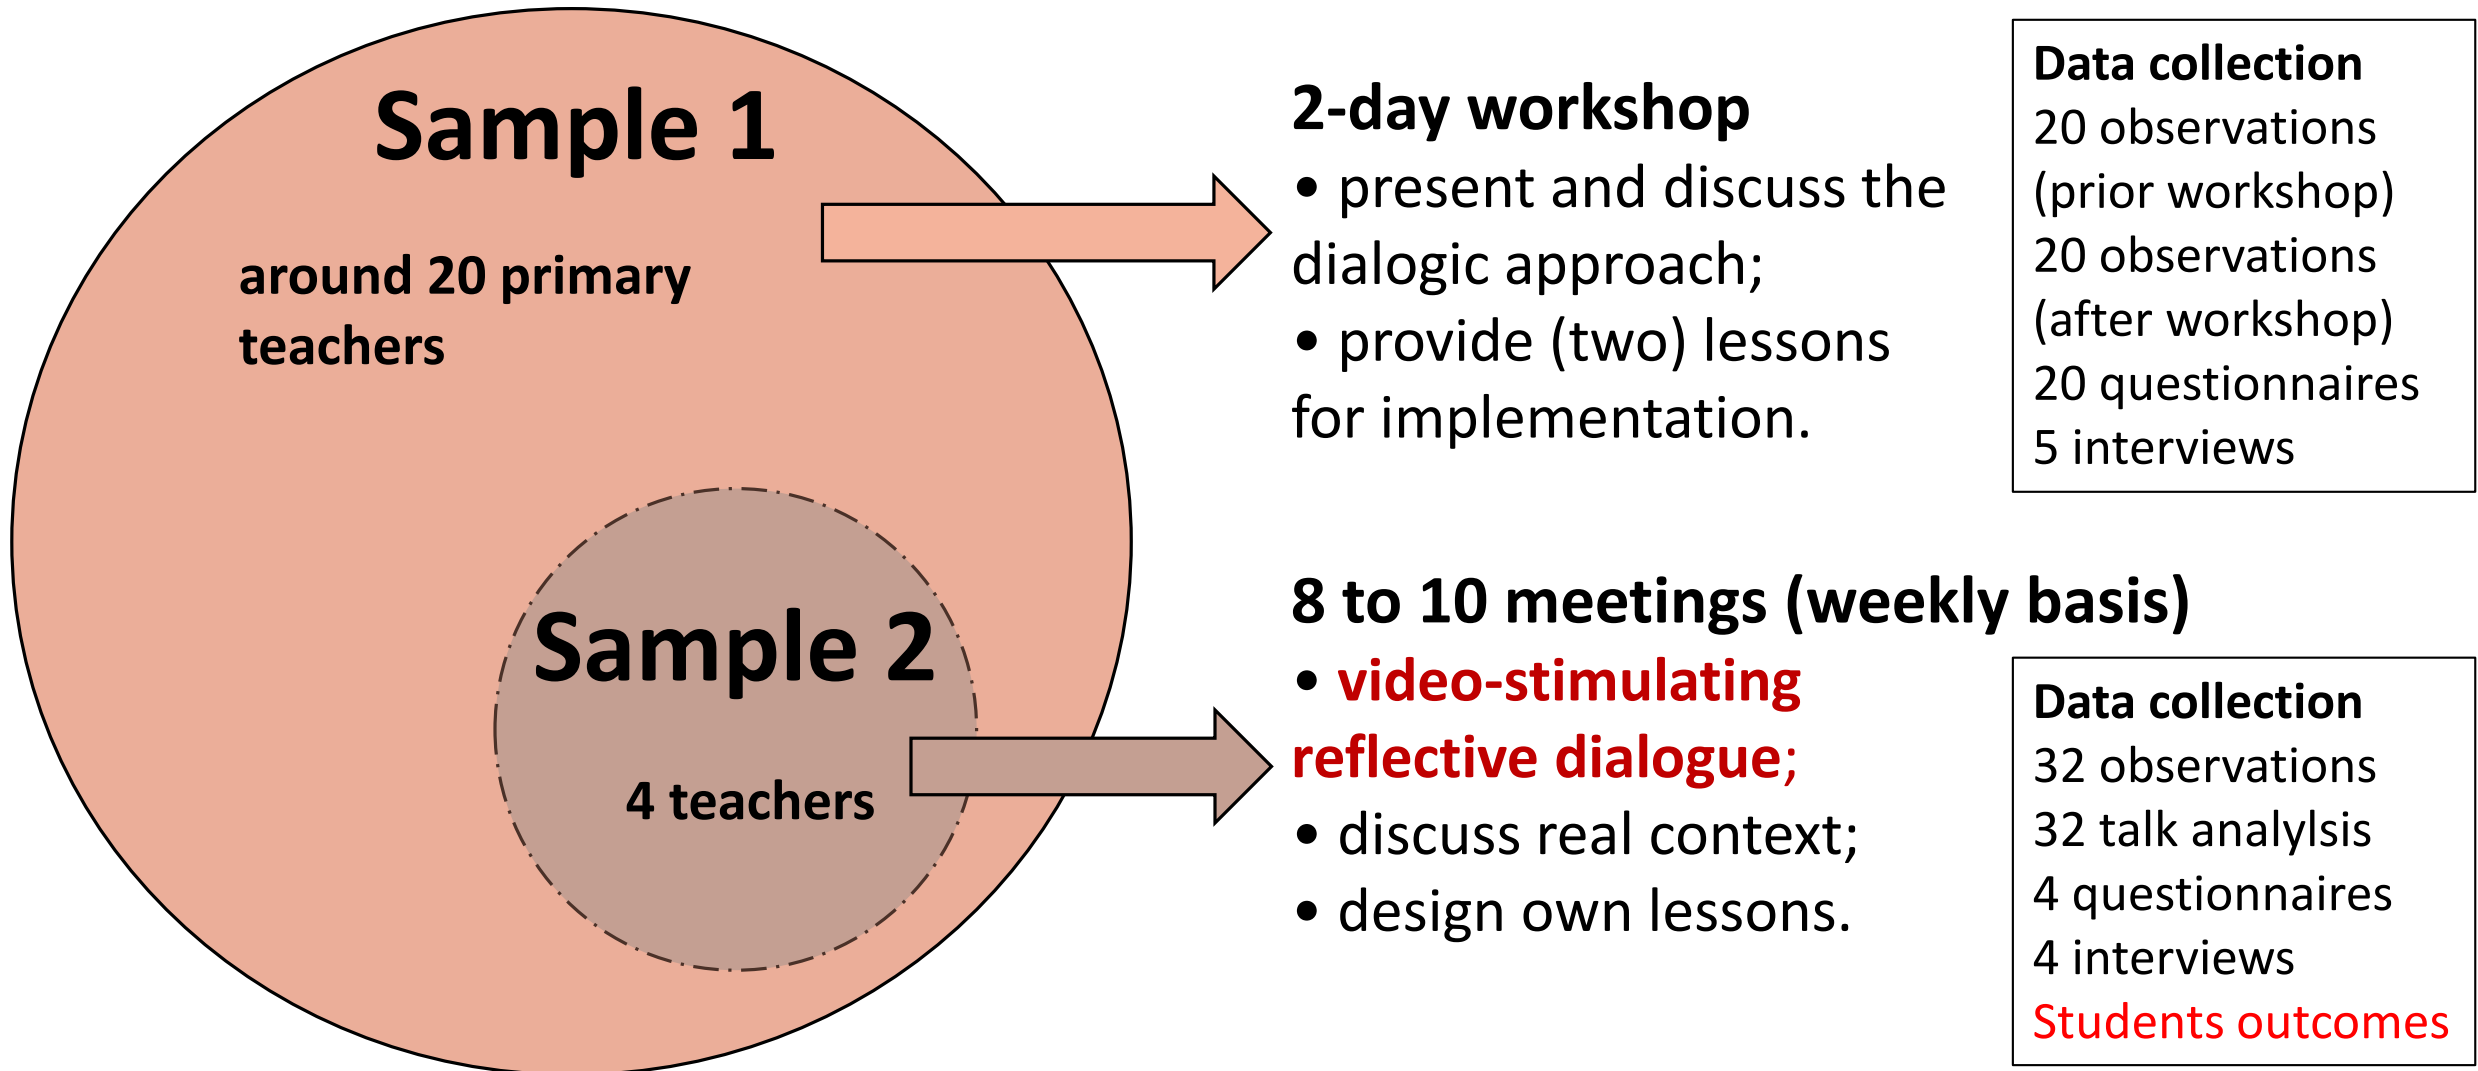 Sample 1
around 20 primary
teachers
Sample 2
4 teachers
2-day workshop
• present and discuss the
dialogic approach;
• provide (two) lessons
for implementation.
Data collection
20 observations
(prior workshop)
20 observations
(after workshop)
20 questionnaires
5 interviews
8 to 10 meetings (weekly basis)
• video-stimulating
reflective dialogue;
• discuss real context;
• design own lessons.
Data collection
32 observations
32 talk analylsis
4 questionnaires
4 interviews
Students outcomes